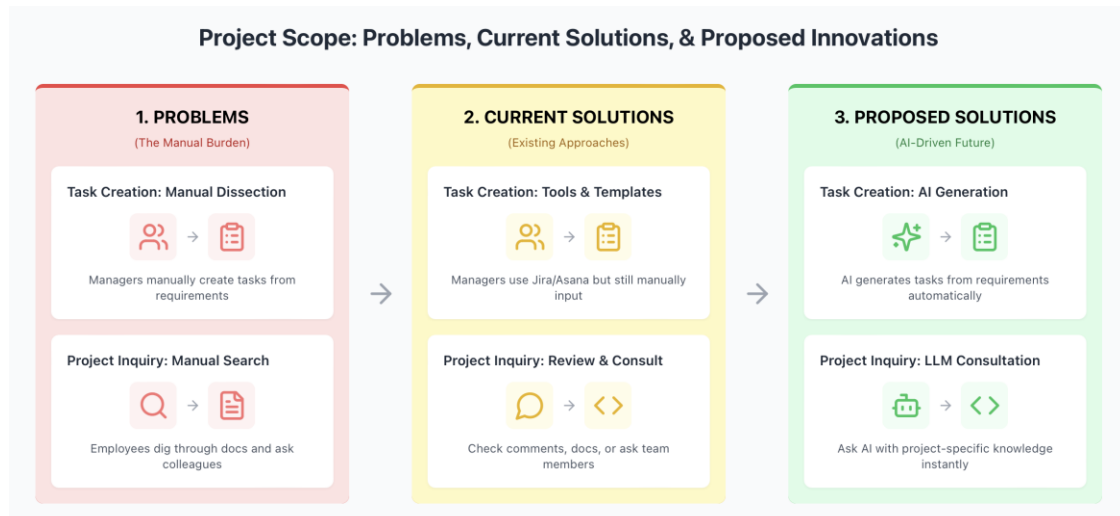 Project Scope: Problems, Current Solutions, & Proposed Innovations
1. PROBLEMS
(The Manual Burden)
Task Creation: Manual Dissection
Managers manually create tasks from
requirements
Project Inquiry: Manual Search
Employees dig through docs and ask
colleagues
2. CURRENT SOLUTIONS
(Existing Approaches)
Task Creation: Tools & Templates
Managers use Jira/Asana but still manually
input
Project Inquiry: Review & Consult
Check comments, docs, or ask team
members
3. PROPOSED SOLUTIONS
(AI-Driven Future)
Task Creation: AI Generation
AI generates tasks from requirements
automatically
Project Inquiry: LLM Consultation
Ask AI with project-specific knowledge
instantly